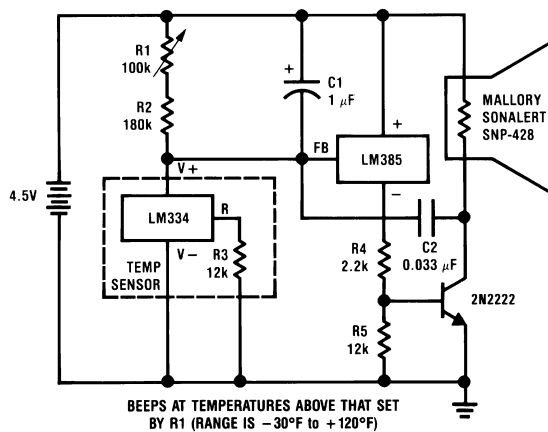 R1
100k
R2
180k
+
C1
1 μF
MALLORY
SONALERT
SNP-428
+
FB
LM385
–
V+
4.5V
LM334
R
V–
TEMP
SENSOR
R3
12k
R4
2.2k
C2
0.033 μF
2N2222
R5
12k
BEEPS AT TEMPERATURES ABOVE THAT SET
BY R1 (RANGE IS –30°F to +120°F)